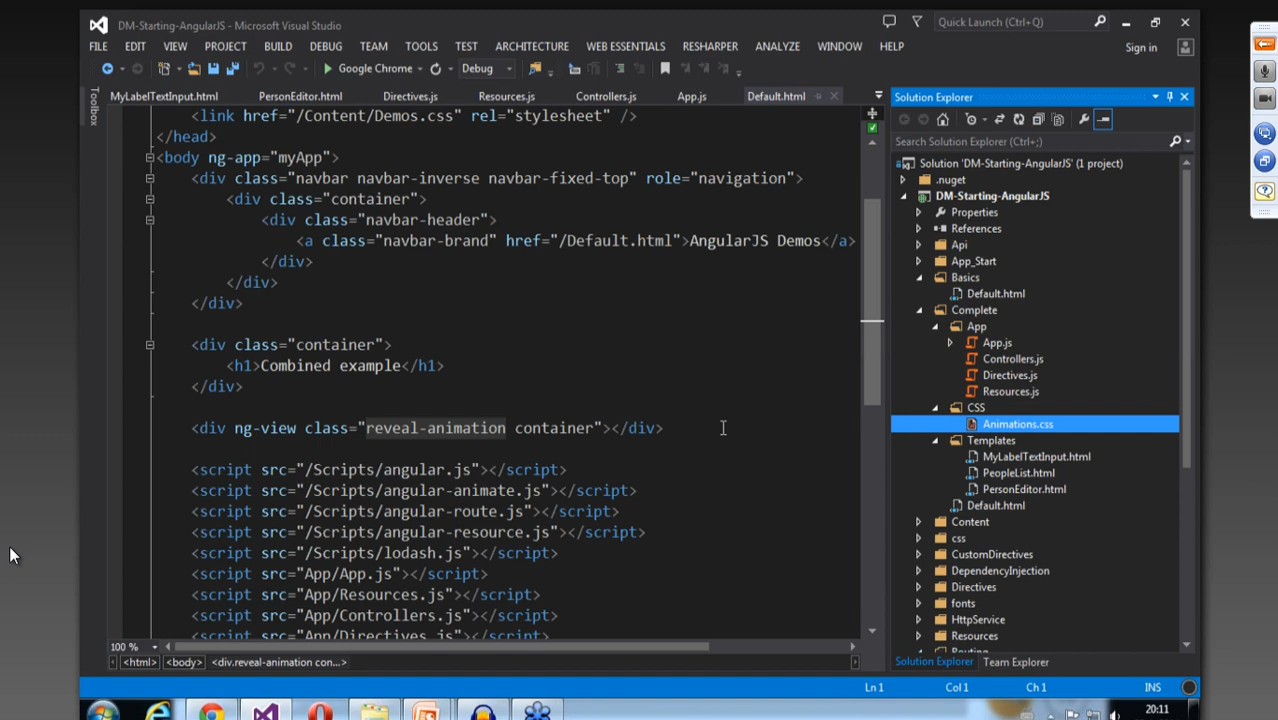 DM-Starting-AngularJS - Microsoft Visual Studio
Quick Launch (Ctrl+Q)
FILE EDIT VIEW PROJECT BUILD DEBUG TEAM TOOLS TEST ARCHITECTURE WEB ESSENTIALS RESHARPER ANALYZE WINDOW HELP
Sign in
Google Chrome Debug
Toolbox
MyLabelTextInput.html PersonEditor.html Directives.js Resources.js Controllers.js App.js Default.html
<link href="/Content/Demos.css" rel="stylesheet" />
</head>
<body ng-app="myApp">
<div class="navbar navbar-inverse navbar-fixed-top" role="navigation">
<div class="container">
<div class="navbar-header">
<a class="navbar-brand" href="/Default.html">AngularJS Demos</a>
</div>
</div>
</div>
<div class="container">
<h1>Combined example</h1>
</div>
<div ng-view class="reveal-animation container"></div>
<script src="/Scripts/angular.js"></script>
<script src="/Scripts/angular-animate.js"></script>
<script src="/Scripts/angular-route.js"></script>
<script src="/Scripts/angular-resource.js"></script>
<script src="/Scripts/lodash.js"></script>
<script src="App/App.js"></script>
<script src="App/Resources.js"></script>
<script src="App/Controllers.js"></script>
<script src="App/Directives.js"></script>
100 %
<html> <body> <div.reveal-animation con...>
Solution Explorer
Search Solution Explorer (Ctrl+;)
Solution 'DM-Starting-AngularJS' (1 project)
.nuget
DM-Starting-AngularJS
Properties
References
Api
App_Start
Basics
Default.html
Complete
App
App.js
Controllers.js
Directives.js
Resources.js
CSS
Animations.css
Templates
MyLabelTextInput.html
PeopleList.html
PersonEditor.html
Default.html
Content
css
CustomDirectives
DependencyInjection
Directives
fonts
HttpService
Resources
Routing
Solution Explorer Team Explorer
Ln 1 Col 1 Ch 1 INS
20:11